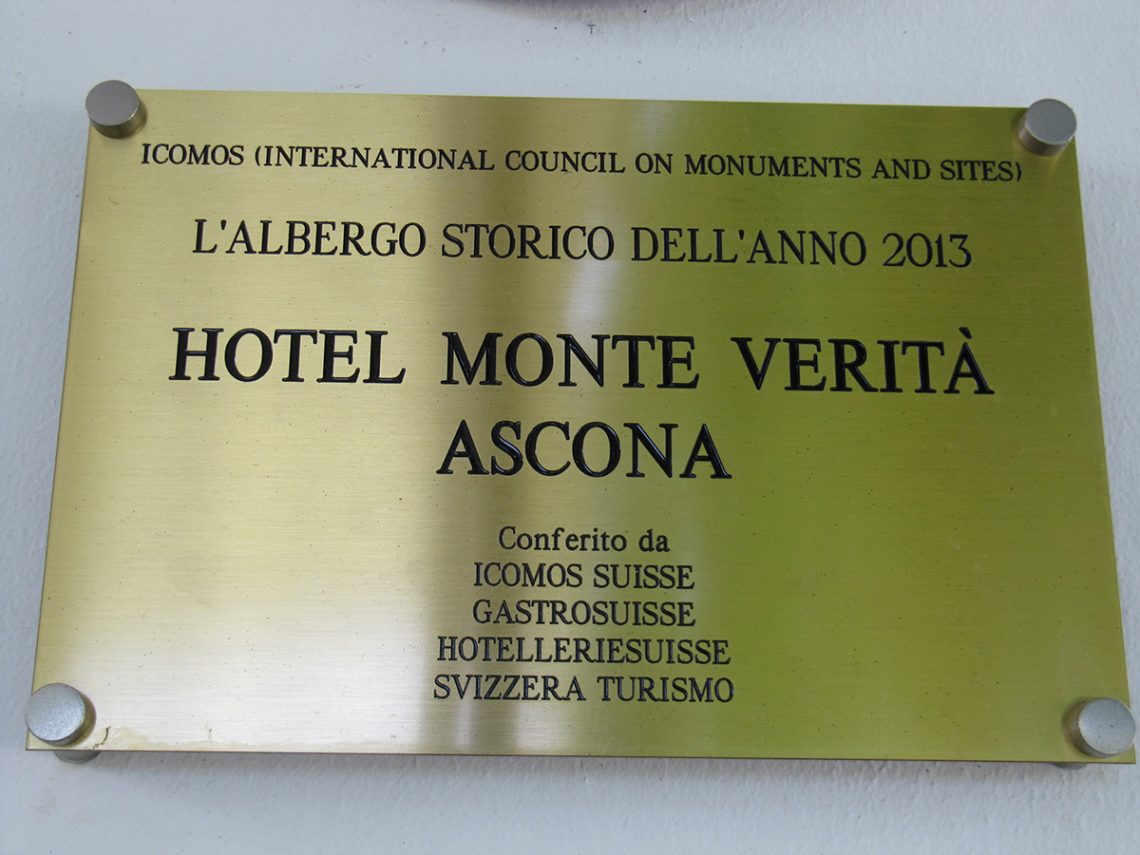 ICOMOS (INTERNATIONAL COUNCIL ON MONUMENTS AND SITES)
L'ALBERGO STORICO DELL'ANNO 2013
HOTEL MONTE VERITÀ
ASCONA
Conferito da
ICOMOS SUISSE
GASTROSUISSE
HOTELLERIESUISSE
SVIZZERA TURISMO